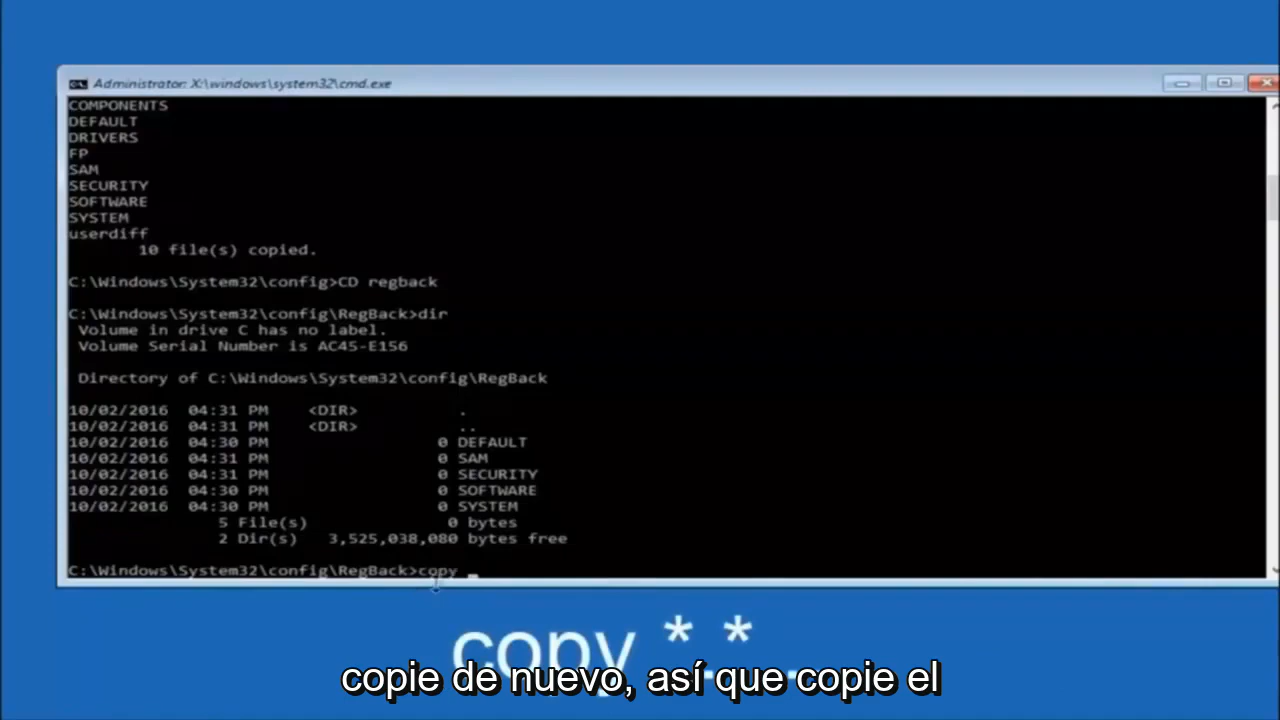 Administrator: X:\windows\system32\cmd.exe
COMPONENTS
DEFAULT
DRIVERS
FP
SAM
SECURITY
SOFTWARE
SYSTEM
userdiff
10 file(s) copied.
C:\Windows\System32\config>CD regback
C:\Windows\System32\config\RegBack>dir
Volume in drive C has no label.
Volume Serial Number is AC45-E156
Directory of C:\Windows\System32\config\RegBack
10/02/2016 04:31 PM <DIR> .
10/02/2016 04:31 PM <DIR> ..
10/02/2016 04:30 PM 0 DEFAULT
10/02/2016 04:31 PM 0 SAM
10/02/2016 04:31 PM 0 SECURITY
10/02/2016 04:30 PM 0 SOFTWARE
10/02/2016 04:30 PM 0 SYSTEM
5 File(s) 0 bytes
2 Dir(s) 3,525,038,080 bytes free
C:\Windows\System32\config\RegBack>copy _
copy *.* ..
copie de nuevo, así que copie el